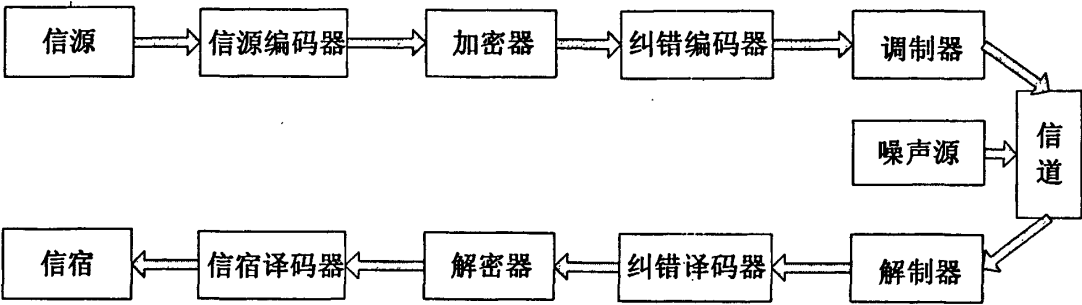 信源
信源编码器
加密器
纠错编码器
调制器
信道
噪声源
信宿
信宿译码器
解密器
纠错译码器
解制器